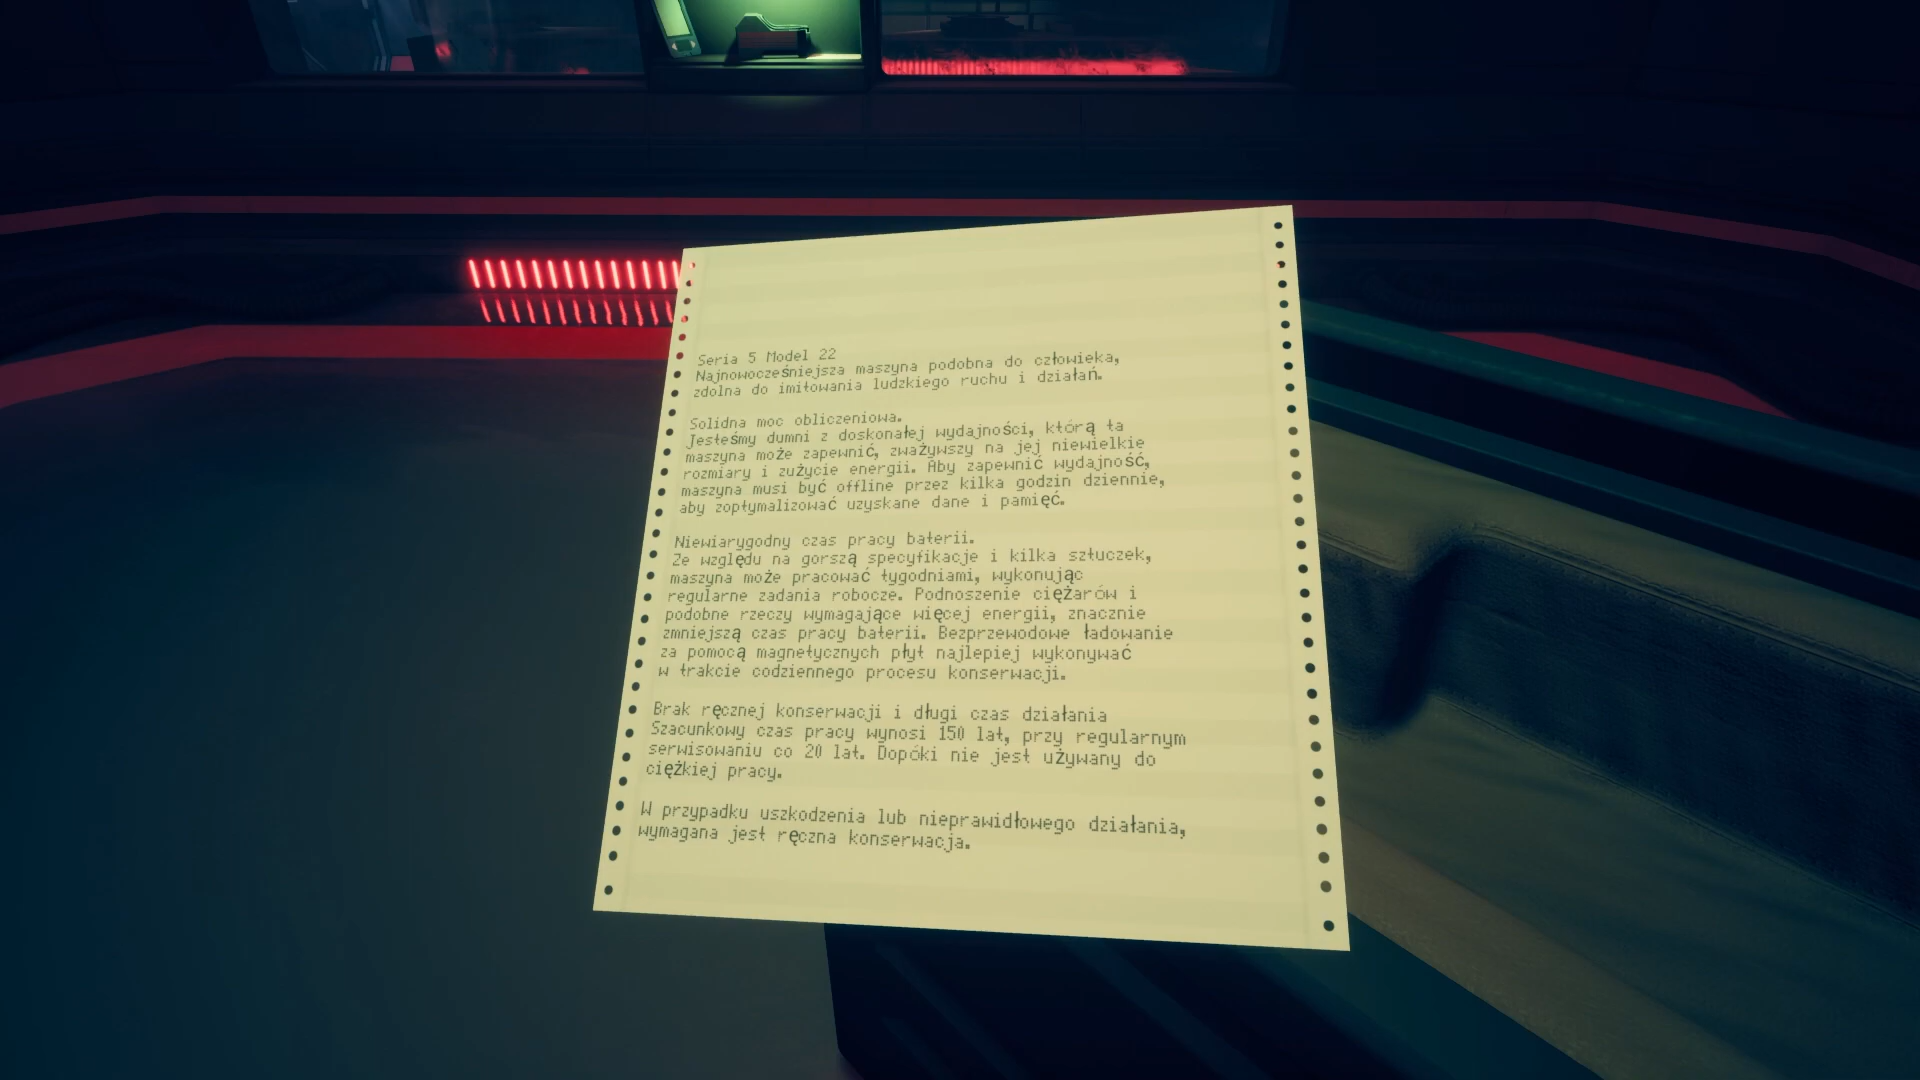 Seria 5 Model 22
Najnowocześniejsza maszyna podobna do człowieka,
zdolna do imitowania ludzkiego ruchu i działań.
Solidna moc obliczeniowa.
Jesteśmy dumni z doskonałej wydajności, którą ta
maszyna może zapewnić, zważywszy na jej niewielkie
rozmiary i zużycie energii. Aby zapewnić wydajność,
maszyna musi być offline przez kilka godzin dziennie,
aby zoptymalizować uzyskane dane i pamięć.
Niewiarygodny czas pracy baterii.
Ze względu na gorszą specyfikacje i kilka sztuczek,
maszyna może pracować tygodniami, wykonując
regularne zadania robocze. Podnoszenie ciężarów i
podobne rzeczy wymagające więcej energii, znacznie
zmniejszą czas pracy baterii. Bezprzewodowe ładowanie
za pomocą magnetycznych płyt najlepiej wykonywać
w trakcie codziennego procesu konserwacji.
Brak ręcznej konserwacji i długi czas działania
Szacunkowy czas pracy wynosi 150 lat, przy regularnym
serwisowaniu co 20 lat. Dopóki nie jest używany do
ciężkiej pracy.
W przypadku uszkodzenia lub nieprawidłowego działania,
wymagana jest ręczna konserwacja.